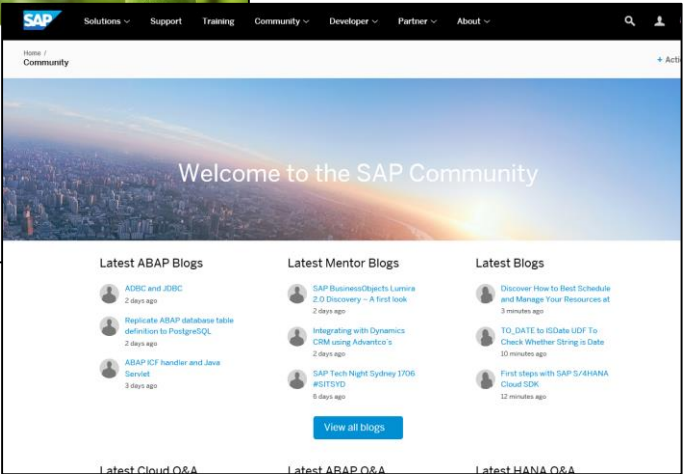 SAP
Solutions Support Training Community Developer Partner About
Home /
Community
+ Actio
Welcome to the SAP Community
Latest ABAP Blogs
ADBC and JDBC
2 days ago
Replicate ABAP database table
definition to PostgreSQL
2 days ago
ABAP ICF handler and Java
Servlet
3 days ago
Latest Mentor Blogs
SAP BusinessObjects Lumira
2.0 Discovery – A first look
2 days ago
Integrating with Dynamics
CRM using Advantco's
2 days ago
SAP Tech Night Sydney 1706
#SITSYD
6 days ago
Latest Blogs
Discover How to Best Schedule
and Manage Your Resources at
3 minutes ago
TO_DATE to ISDate UDF To
Check Whether String is Date
10 minutes ago
First steps with SAP S/4HANA
Cloud SDK
12 minutes ago
View all blogs
Latest Cloud Q&A
Latest ABAP Q&A
Latest HANA Q&A